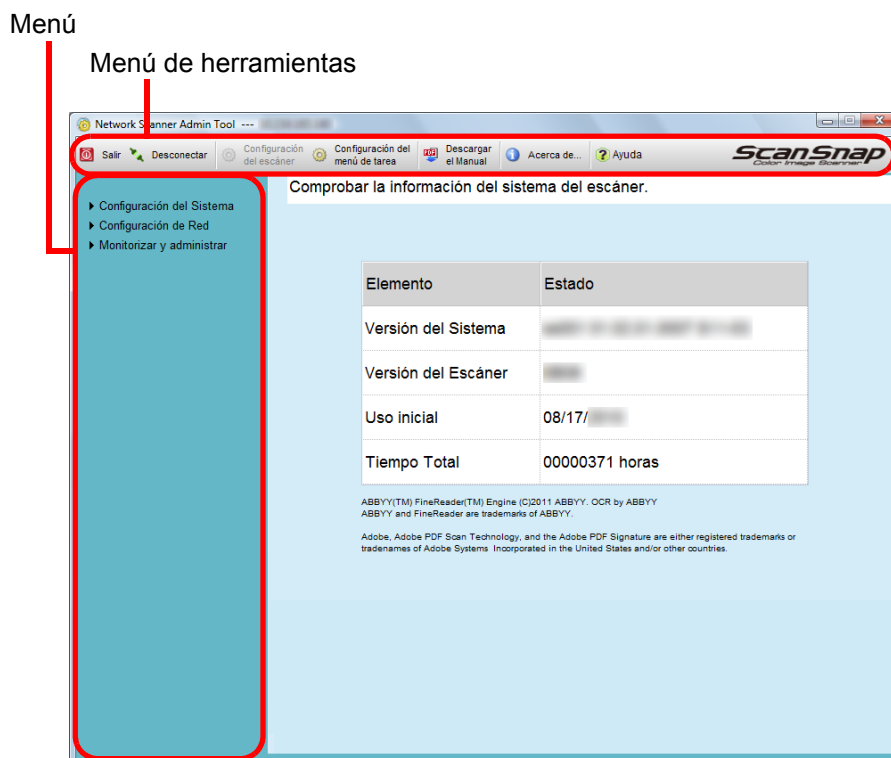 Menú
Menú de herramientas
Network Scanner Admin Tool ---
Salir
Desconectar
Configuración
del escáner
Configuración del
menú de tarea
Descargar
el Manual
Acerca de...
Ayuda
ScanSnap
Color Image Scanner
Configuración del Sistema
Configuración de Red
Monitorizar y administrar
Comprobar la información del sistema del escáner.
Elemento Estado
Versión del Sistema
Versión del Escáner
Uso inicial 08/17/
Tiempo Total 00000371 horas
ABBYY(TM) FineReader(TM) Engine (C)2011 ABBYY. OCR by ABBYY
ABBYY and FineReader are trademarks of ABBYY.
Adobe, Adobe PDF Scan Technology, and the Adobe PDF Signature are either registered trademarks or
tradenames of Adobe Systems Incorporated in the United States and/or other countries.